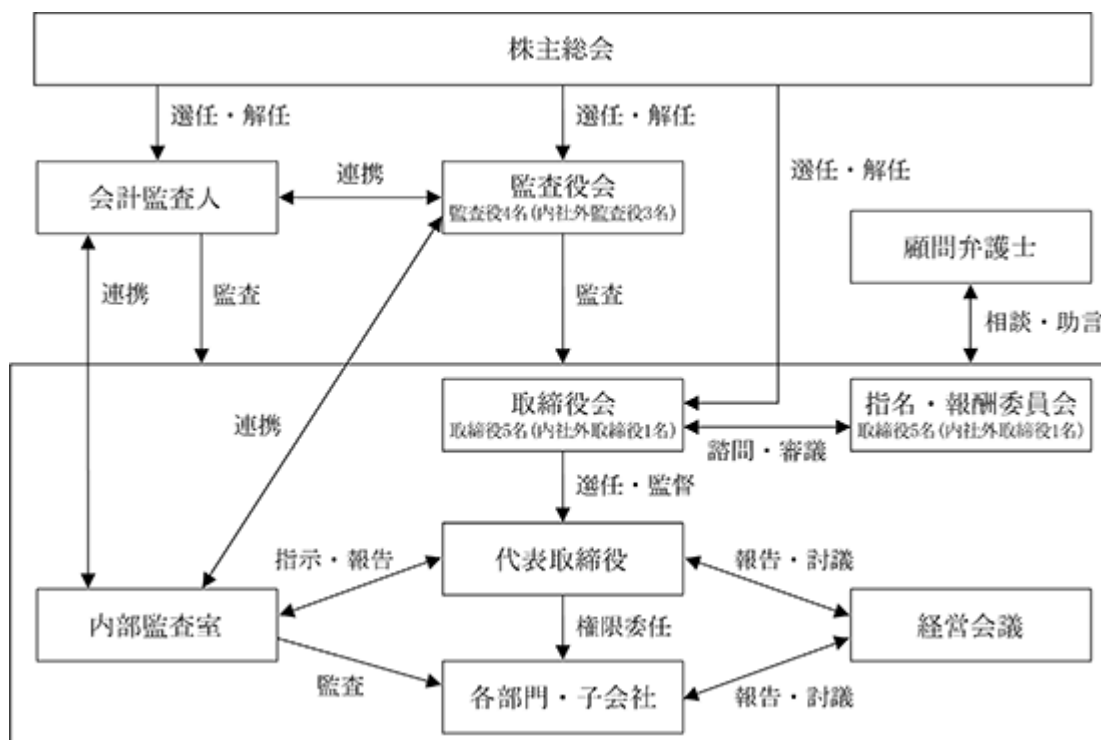 株主総会
選任・解任
選任・解任
選任・解任
会計監査人
連携
監査役会
監査役4名(内社外監査役3名)
顧問弁護士
連携
監査
監査
相談・助言
連携
取締役会
取締役5名(内社外取締役1名)
指名・報酬委員会
取締役5名(内社外取締役1名)
諮問・審議
選任・監督
指示・報告
代表取締役
報告・討議
内部監査室
権限委任
経営会議
監査
各部門・子会社
報告・討議